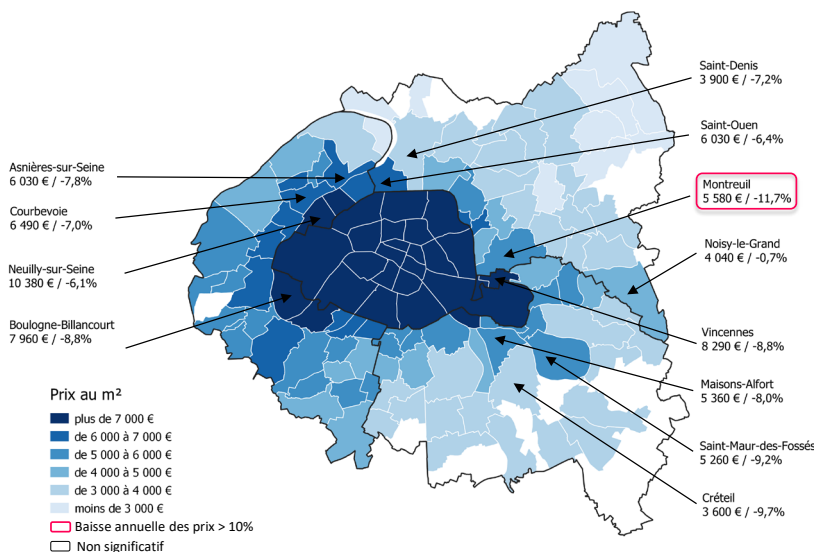 Saint-Denis
3 900 € / -7,2%
Saint-Ouen
6 030 € / -6,4%
Asnières-sur-Seine
6 030 € / -7,8%
Montreuil
5 580 € / -11,7%
Courbevoie
6 490 € / -7,0%
Noisy-le-Grand
4 040 € / -0,7%
Neuilly-sur-Seine
10 380 € / -6,1%
Boulogne-Billancourt
7 960 € / -8,8%
Vincennes
8 290 € / -8,8%
Maisons-Alfort
5 360 € / -8,0%
Saint-Maur-des-Fossés
5 260 € / -9,2%
Créteil
3 600 € / -9,7%
Prix au m²
plus de 7 000 €
de 6 000 à 7 000 €
de 5 000 à 6 000 €
de 4 000 à 5 000 €
de 3 000 à 4 000 €
moins de 3 000 €
Baisse annuelle des prix > 10%
Non significatif